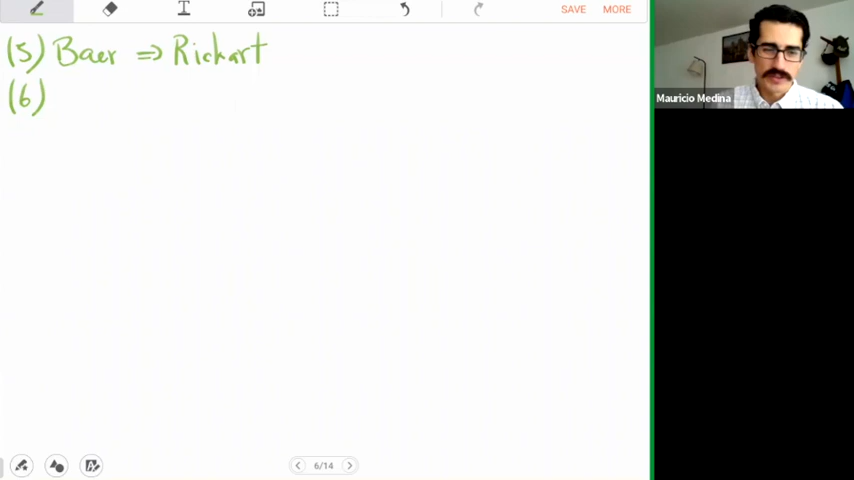 SAVE MORE
(5) Baer ⇒ Rickart
(6)
Mauricio Medina
6/14